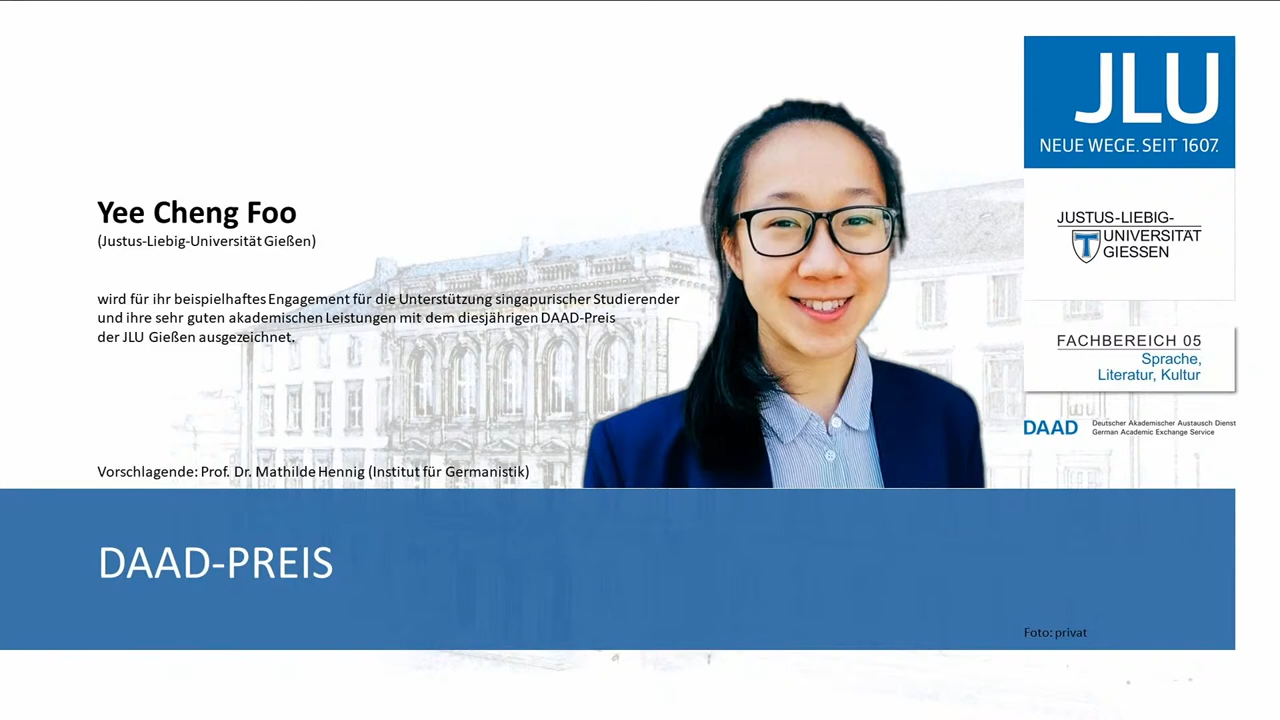 JLU
NEUE WEGE. SEIT 1607.
Yee Cheng Foo
(Justus-Liebig-Universität Gießen)
JUSTUS-LIEBIG-
UNIVERSITÄT
GIESSEN
wird für ihr beispielhaftes Engagement für die Unterstützung singapurischer Studierender
und ihre sehr guten akademischen Leistungen mit dem diesjährigen DAAD-Preis
der JLU Gießen ausgezeichnet.
FACHBEREICH 05
Sprache,
Literatur, Kultur
DAAD
Deutscher Akademischer Austausch Dienst
German Academic Exchange Service
Vorschlagende: Prof. Dr. Mathilde Hennig (Institut für Germanistik)
DAAD-PREIS
Foto: privat